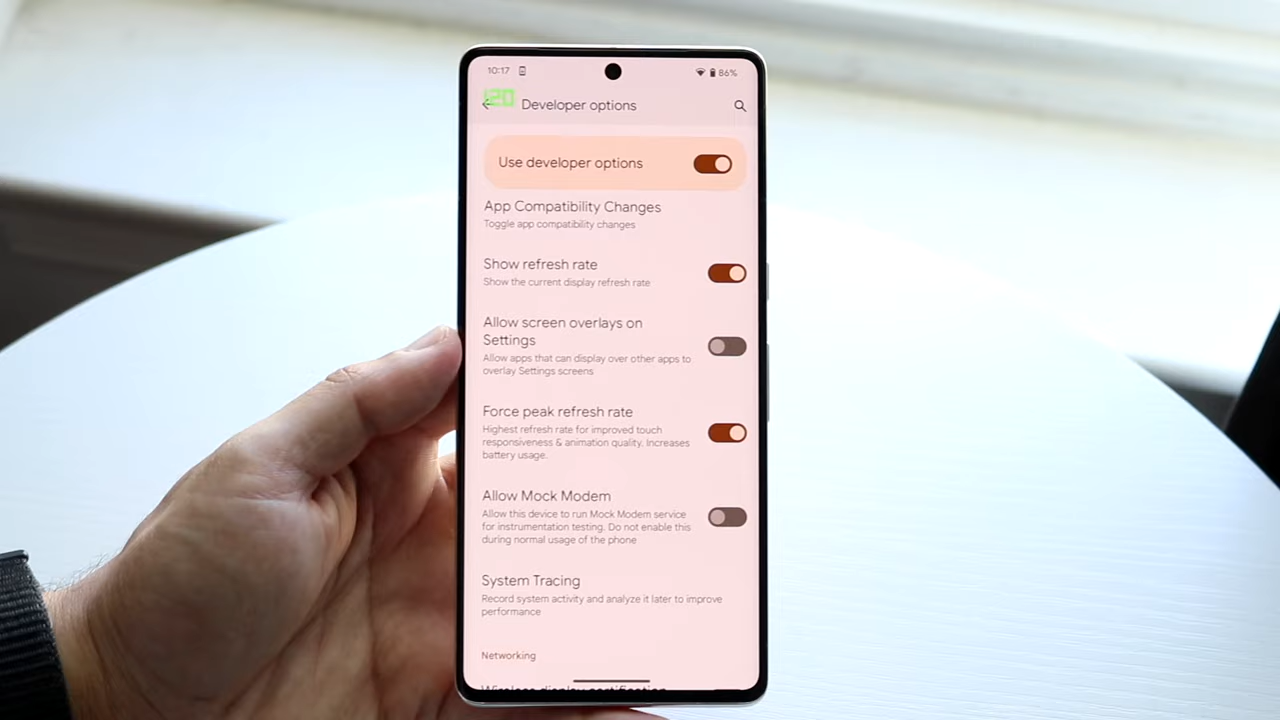 10:17
86%
120
Developer options
Use developer options
App Compatibility Changes
Toggle app compatibility changes
Show refresh rate
Show the current display refresh rate
Allow screen overlays on
Settings
Allow apps that can display over other apps to
overlay Settings screens
Force peak refresh rate
Highest refresh rate for improved touch
responsiveness & animation quality. Increases
battery usage.
Allow Mock Modem
Allow this device to run Mock Modem service
for instrumentation testing. Do not enable this
during normal usage of the phone
System Tracing
Record system activity and analyze it later to improve
performance
Networking
Wireless display certification